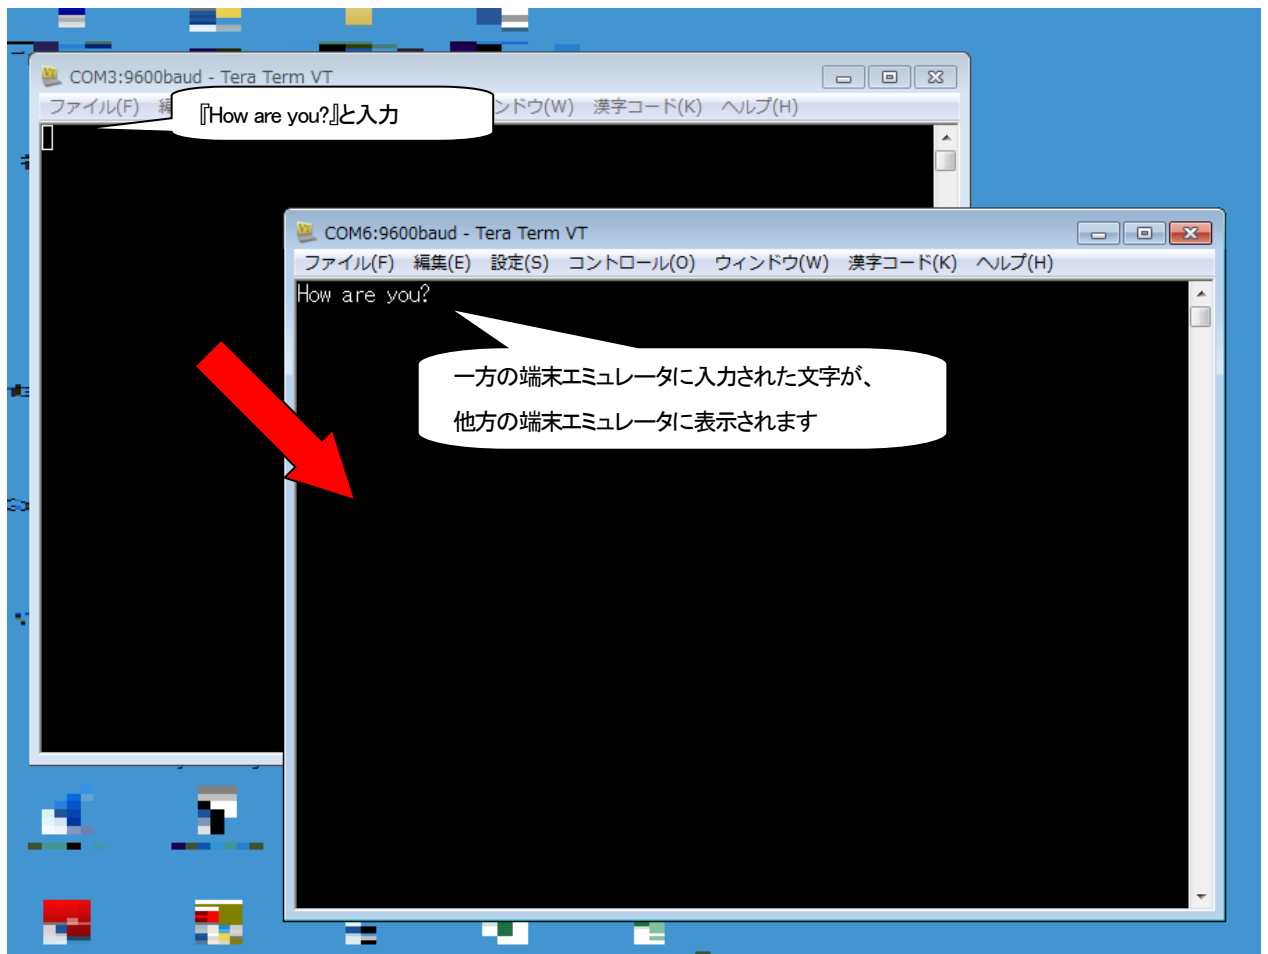 COM3:9600baud - Tera Term VT
ファイル(F) ンドウ(W) 漢字コード(K) ヘルプ(H)
『How are you?』と入力
COM6:9600baud - Tera Term VT
ファイル(F) 編集(E) 設定(S) コントロール(O) ウィンドウ(W) 漢字コード(K) ヘルプ(H)
How are you?
一方の端末エミュレータに入力された文字が、
他方の端末エミュレータに表示されます